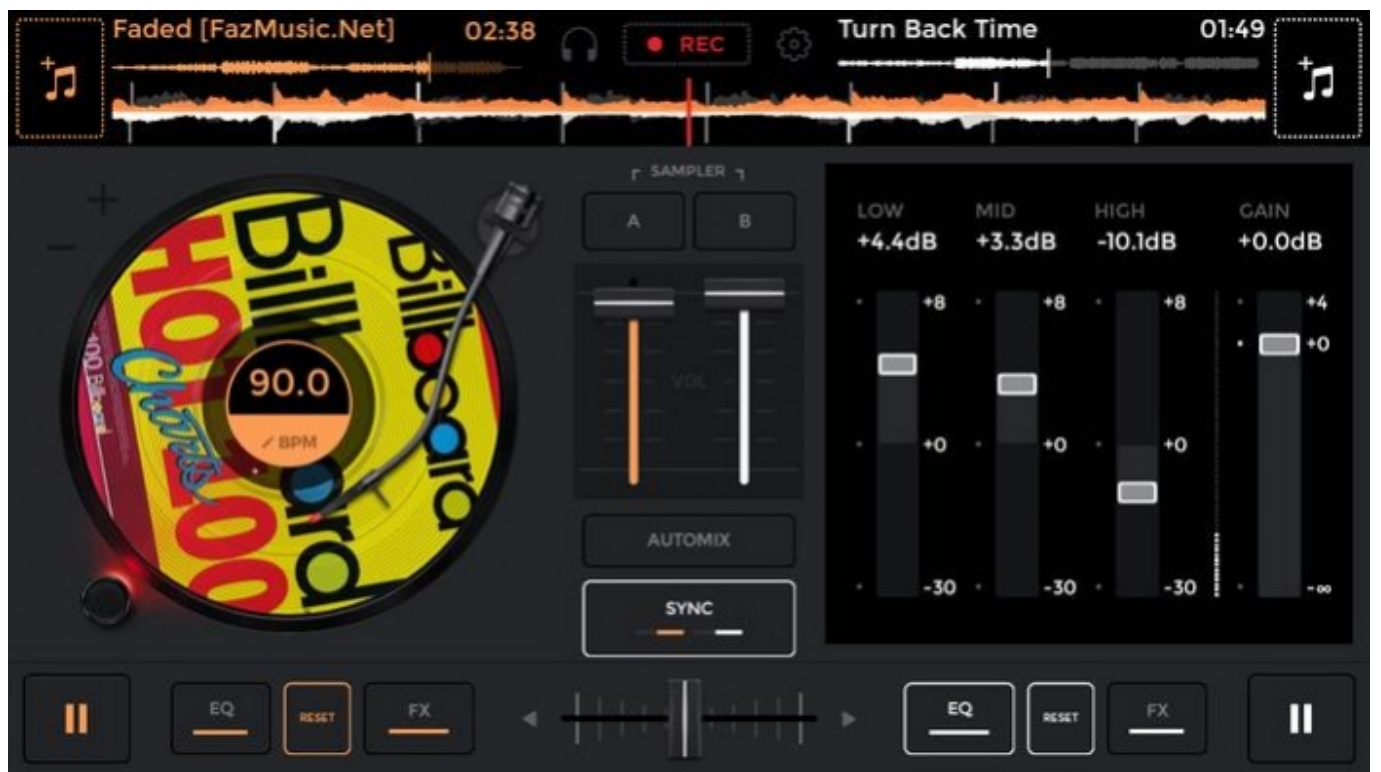 Faded [FazMusic.Net] 02:38
REC
Turn Back Time 01:49
SAMPLER
A B
VOL
AUTOMIX
SYNC
LOW MID HIGH GAIN
+4.4dB +3.3dB -10.1dB +0.0dB
+8 +8 +8 +4
+0
+0 +0 +0
-30 -30 -30 -∞
Billboard
HOT 100
Charts
Billboard
90.0
BPM
EQ RESET FX
EQ RESET FX